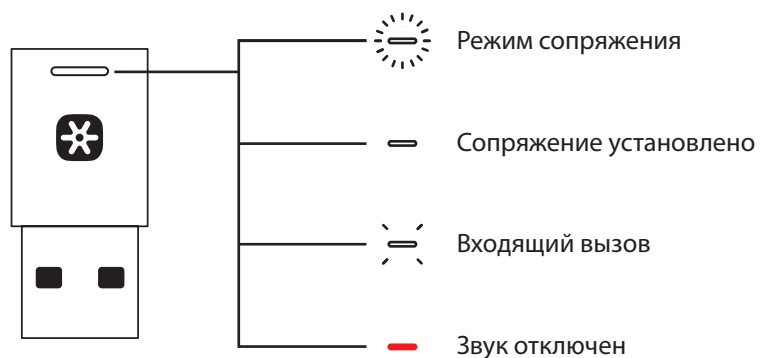 Режим сопряжения
Сопряжение установлено
Входящий вызов
Звук отключен